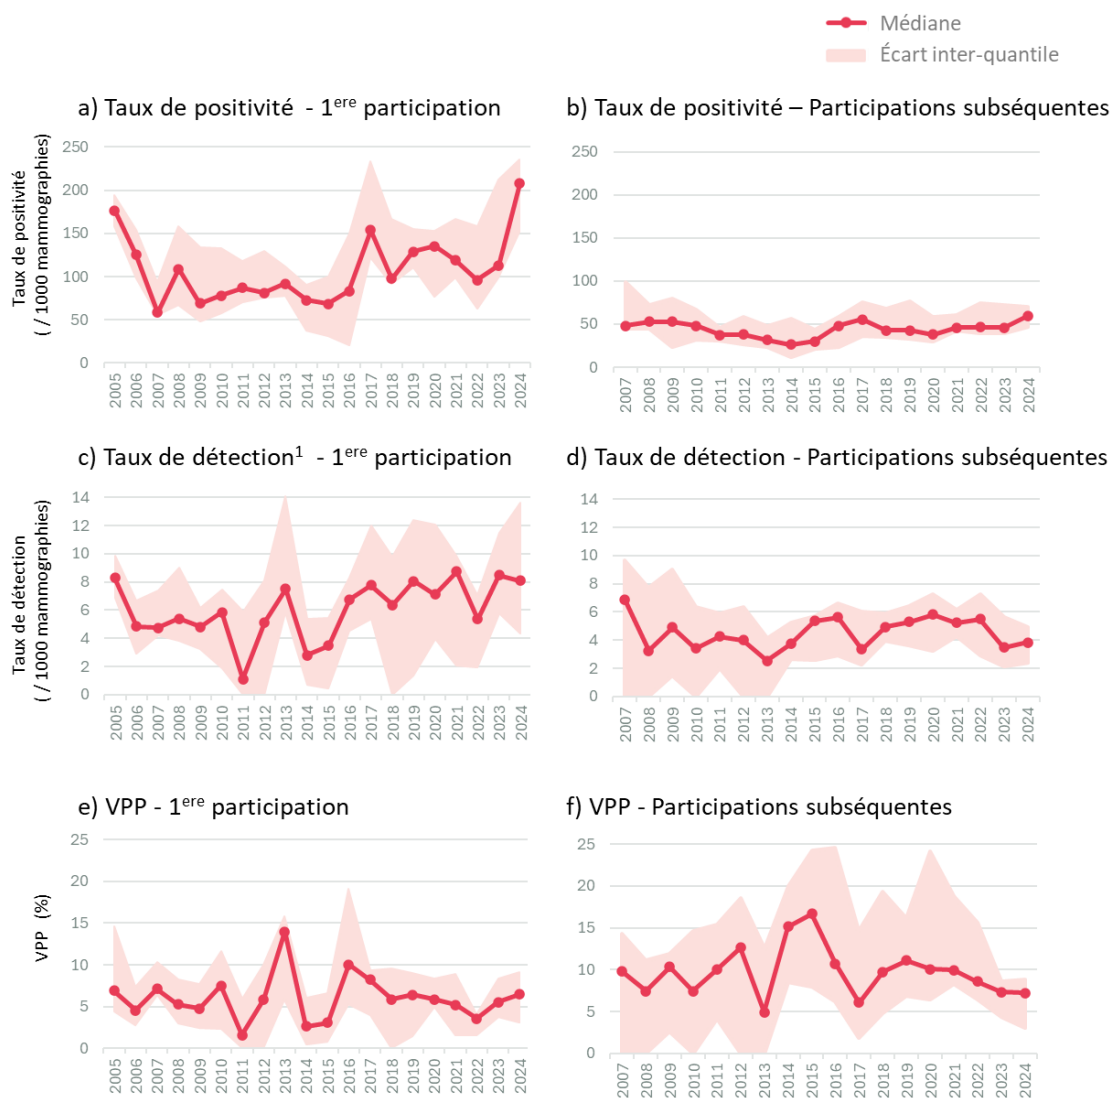 Médiane
Écart inter-quantile
a) Taux de positivité - 1ere participation
Taux de positivité
( / 1000 mammographies)
250
200
150
100
50
0
2005 2006 2007 2008 2009 2010 2011 2012 2013 2014 2015 2016 2017 2018 2019 2020 2021 2022 2023 2024
b) Taux de positivité – Participations subséquentes
250
200
150
100
50
0
2007 2008 2009 2010 2011 2012 2013 2014 2015 2016 2017 2018 2019 2020 2021 2022 2023 2024
c) Taux de détection1 - 1ere participation
Taux de détection
( / 1000 mammographies)
14
12
10
8
6
4
2
0
2005 2006 2007 2008 2009 2010 2011 2012 2013 2014 2015 2016 2017 2018 2019 2020 2021 2022 2023 2024
d) Taux de détection - Participations subséquentes
14
12
10
8
6
4
2
0
2007 2008 2009 2010 2011 2012 2013 2014 2015 2016 2017 2018 2019 2020 2021 2022 2023 2024
e) VPP - 1ere participation
VPP (%)
25
20
15
10
5
0
2005 2006 2007 2008 2009 2010 2011 2012 2013 2014 2015 2016 2017 2018 2019 2020 2021 2022 2023 2024
f) VPP - Participations subséquentes
25
20
15
10
5
0
2007 2008 2009 2010 2011 2012 2013 2014 2015 2016 2017 2018 2019 2020 2021 2022 2023 2024